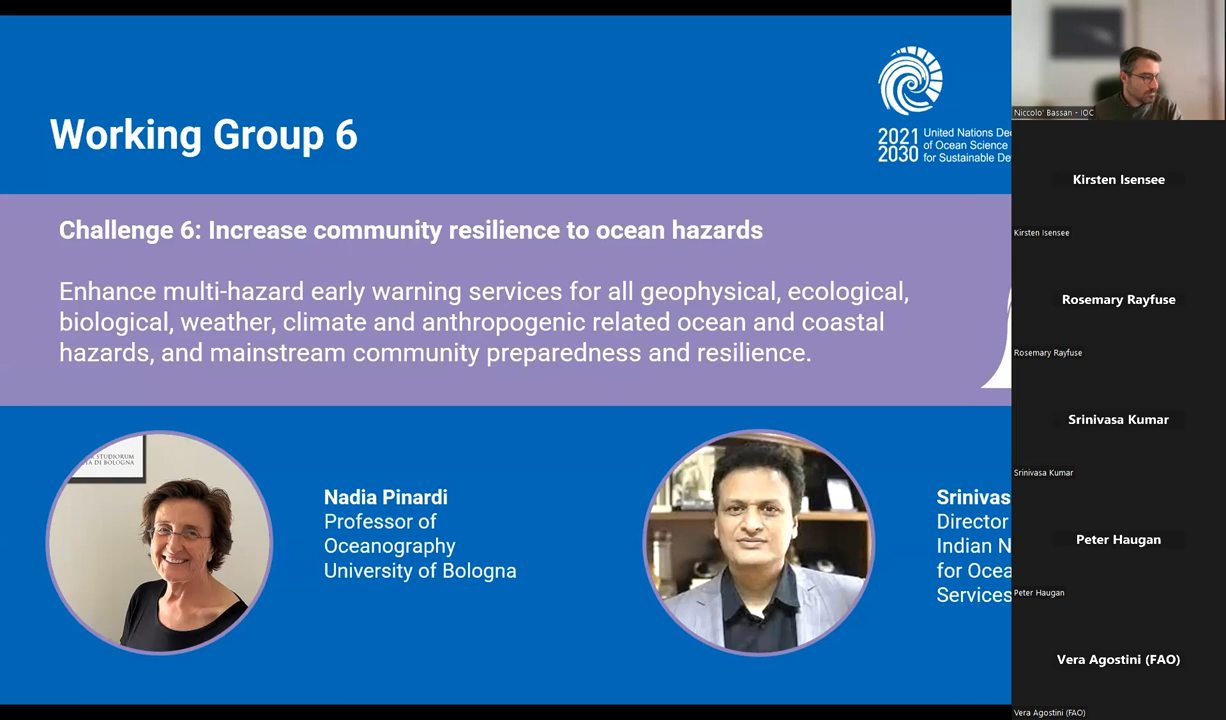 Working Group 6
2021
2030
United Nations De
of Ocean Science
for Sustainable De
Challenge 6: Increase community resilience to ocean hazards
Enhance multi-hazard early warning services for all geophysical, ecological,
biological, weather, climate and anthropogenic related ocean and coastal
hazards, and mainstream community preparedness and resilience.
STUDIORUM
DI BOLOGNA
Nadia Pinardi
Professor of
Oceanography
University of Bologna
Srinivas
Director
Indian N
for Ocea
Services
Niccolo' Bassan - IOC
Kirsten Isensee
Kirsten Isensee
Rosemary Rayfuse
Rosemary Rayfuse
Srinivasa Kumar
Srinivasa Kumar
Peter Haugan
Peter Haugan
Vera Agostini (FAO)
Vera Agostini (FAO)